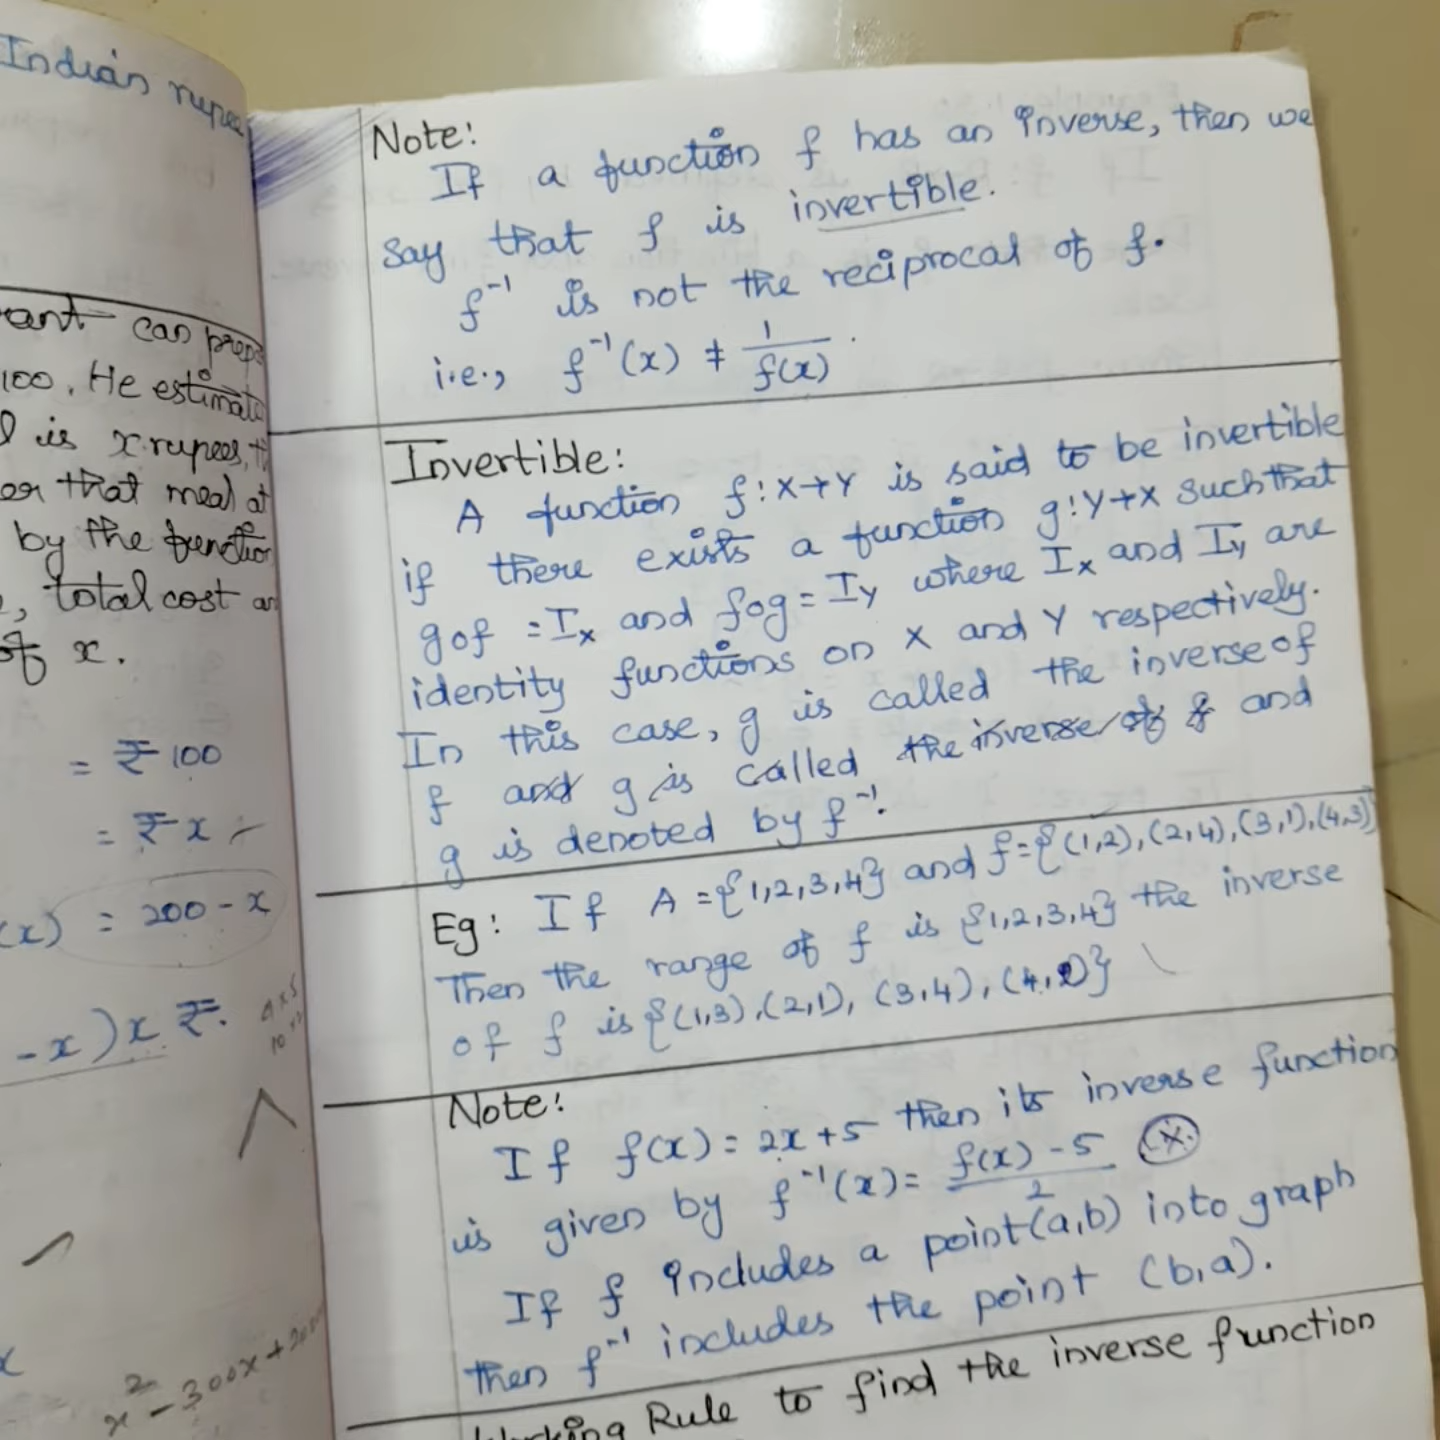 Indian rupee
rant can prepa
100. He estimate
l is x rupees, th
er that meal at
by the function
, total cost an
of x.
= ₹ 100
= ₹ x
(x) = 200 - x
-x) x ₹.
x² - 300x +
Note:
If a function f has an inverse, then we
say that f is invertible.
f⁻¹ is not the reciprocal of f.
i.e., f⁻¹(x) ≠ 1/f(x).
Invertible:
A function f:X→Y is said to be invertible
if there exists a function g:Y→X such that
gof = Iₓ and fog = I_Y where Iₓ and I_Y are
identity functions on X and Y respectively.
In this case, g is called the inverse of
f and g is called the inverse of f and
g is denoted by f⁻¹.
Eg: If A = {1,2,3,4} and f = {(1,2),(2,4),(3,1),(4,3)}
Then the range of f is {1,2,3,4} the inverse
of f is {(1,3),(2,1),(3,4),(4,2)}
Note:
If f(x) = 2x+5 then its inverse function
is given by f⁻¹(x) = f(x) - 5 / 2 (x)
If f includes a point (a,b) into graph
then f⁻¹ includes the point (b,a).
Working Rule to find the inverse function